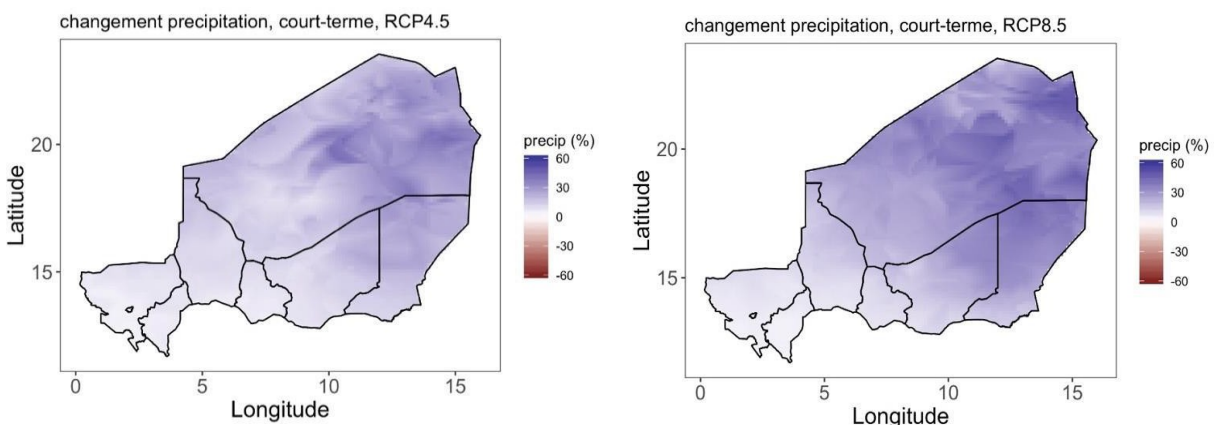 changement precipitation, court-terme, RCP4.5
Latitude
20
15
0
5
10
15
Longitude
precip (%)
60
30
0
-30
-60
changement precipitation, court-terme, RCP8.5
Latitude
20
15
0
5
10
15
Longitude
precip (%)
60
30
0
-30
-60